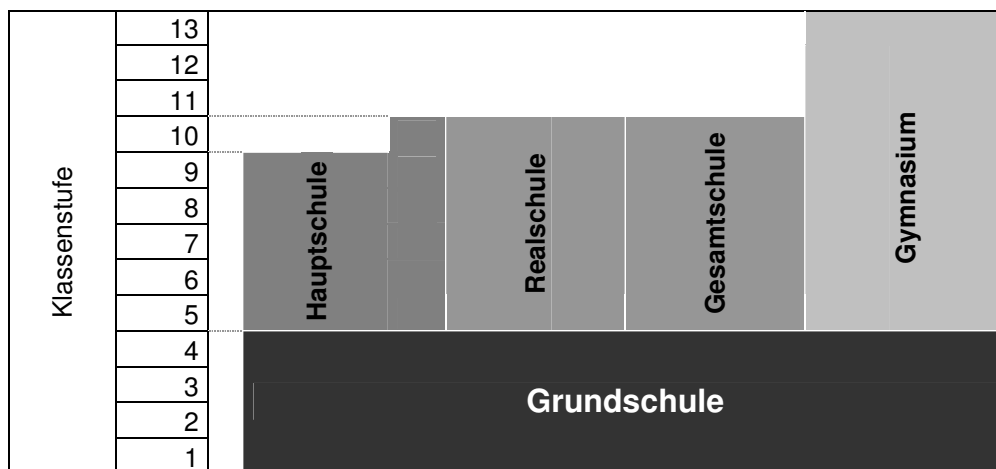 Klassenstufe
13
12
11
10
9
8
7
6
5
4
3
2
1
Hauptschule
Realschule
Gesamtschule
Gymnasium
Grundschule